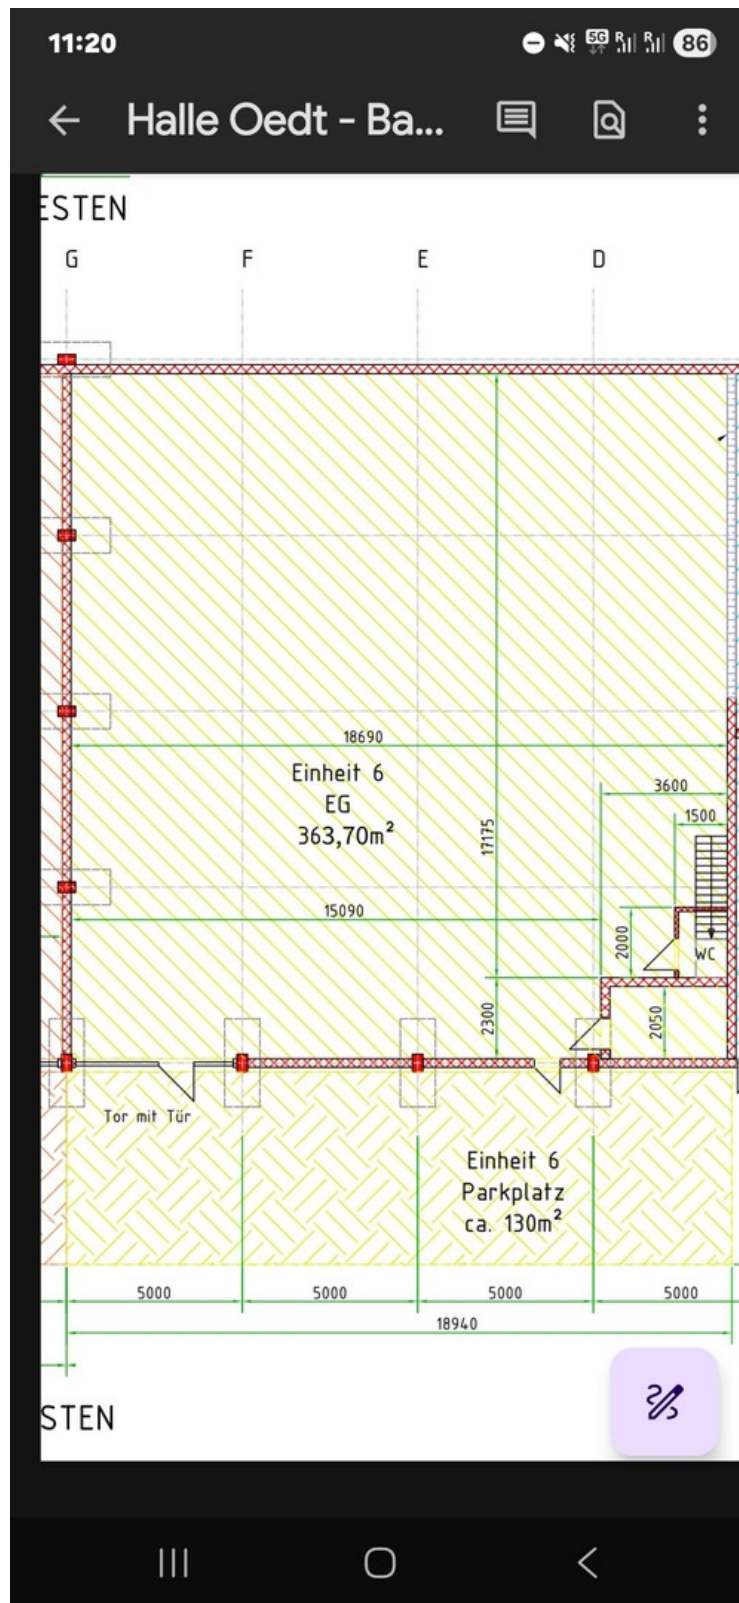 11:20
5G
R
R
86
Halle Oedt - Ba...
ESTEN
G
F
E
D
18690
Einheit 6
EG
363,70m²
3600
1500
17175
15090
2000
WC
2300
2050
Tor mit Tür
Einheit 6
Parkplatz
ca. 130m²
5000
5000
5000
5000
18940
STEN